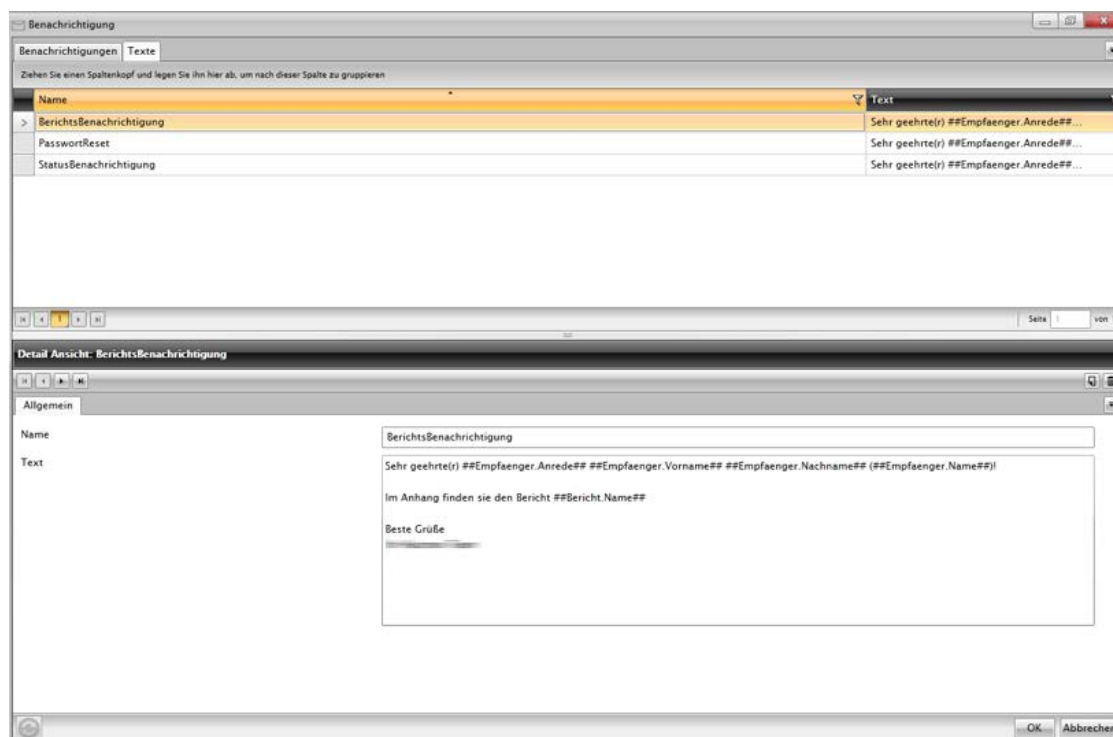 Benachrichtigung
Benachrichtigungen Texte
Ziehen Sie einen Spaltenkopf und legen Sie ihn hier ab, um nach dieser Spalte zu gruppieren
Name Text
BerichtsBenachrichtigung Sehr geehrte(r) ##Empfaenger.Anrede##...
PasswortReset Sehr geehrte(r) ##Empfaenger.Anrede##...
StatusBenachrichtigung Sehr geehrte(r) ##Empfaenger.Anrede##...
1 Seite 1 von
Detail Ansicht: BerichtsBenachrichtigung
Allgemein
Name BerichtsBenachrichtigung
Text Sehr geehrte(r) ##Empfaenger.Anrede## ##Empfaenger.Vorname## ##Empfaenger.Nachname## (##Empfaenger.Name##)!
Im Anhang finden sie den Bericht ##Bericht.Name##
Beste Grüße
OK Abbrechen